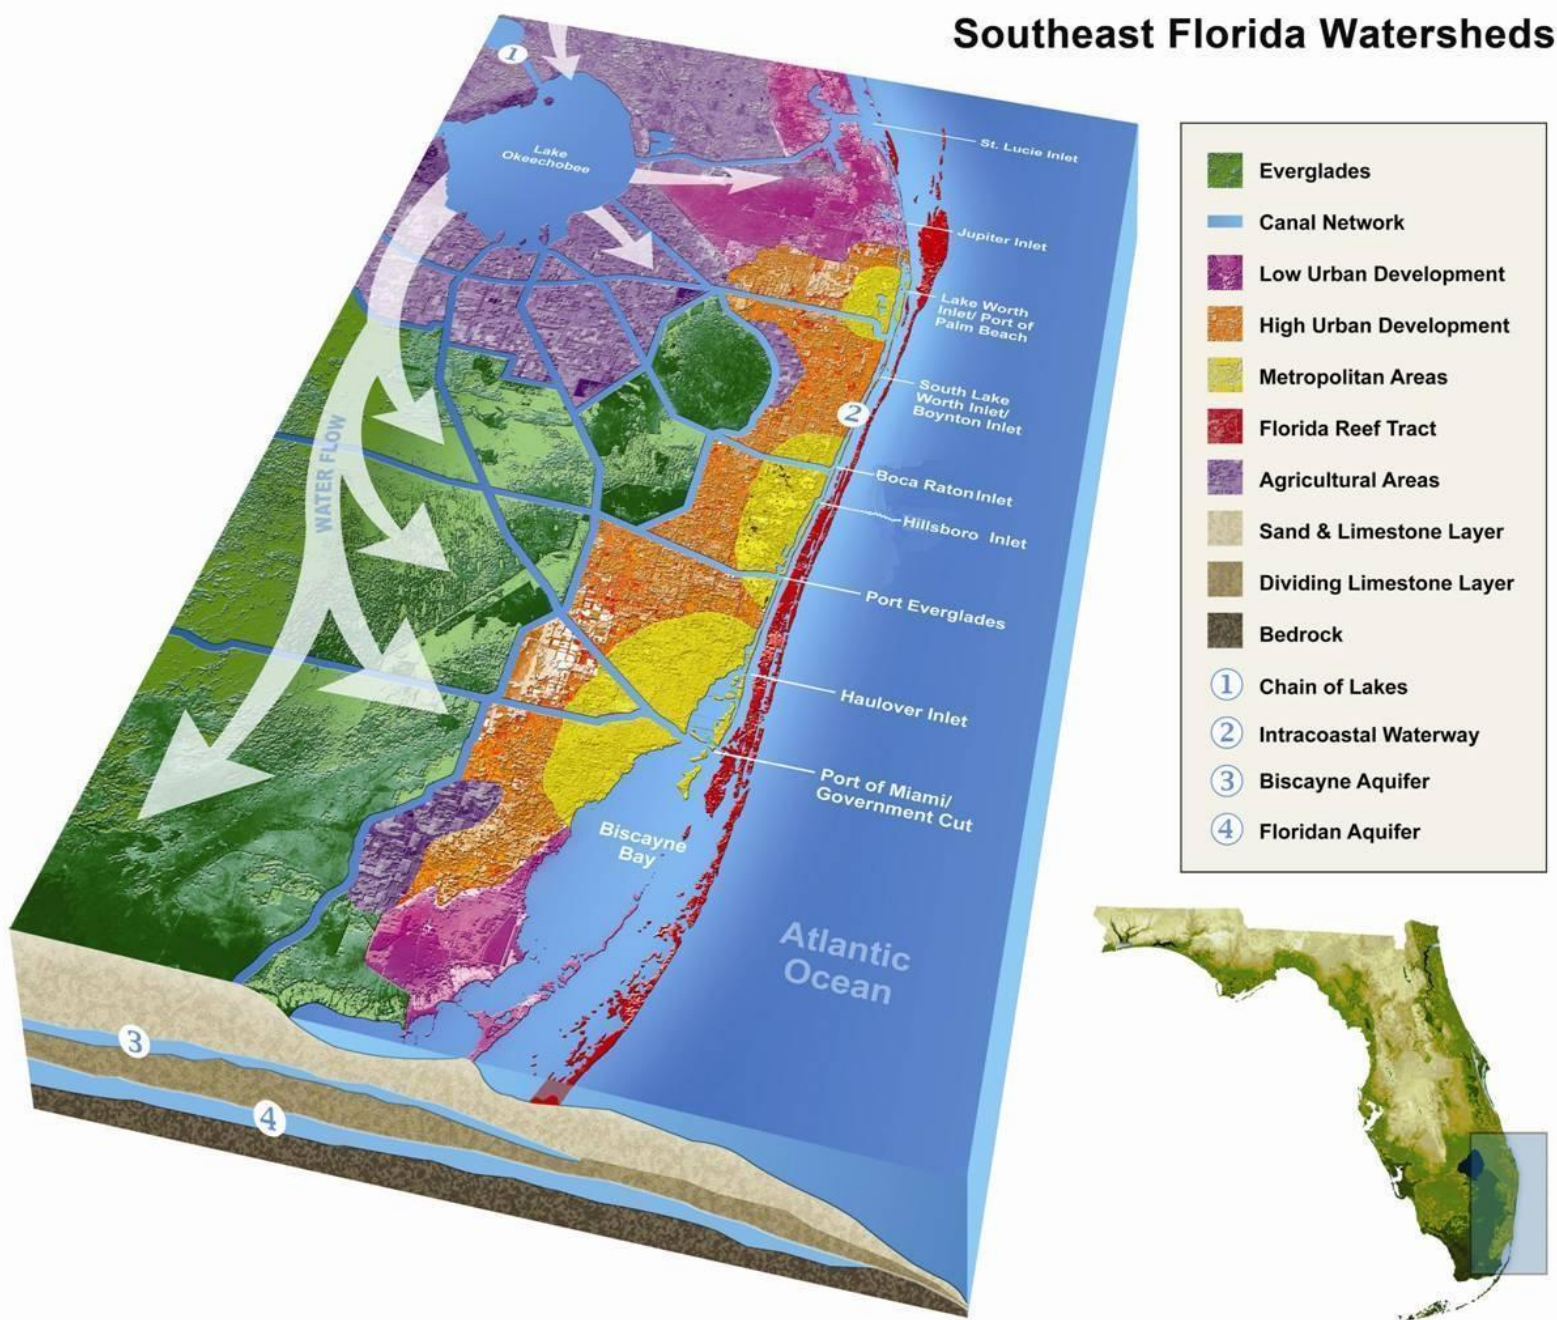 Southeast Florida Watersheds
1
Lake
Okeechobee
St. Lucie Inlet
Jupiter Inlet
Lake Worth
Inlet/ Port of
Palm Beach
South Lake
Worth Inlet/
Boynton Inlet
2
Boca Raton Inlet
Hillsboro Inlet
WATER FLOW
Port Everglades
Haulover Inlet
Port of Miami/
Government Cut
Biscayne
Bay
Atlantic
Ocean
3
4
Everglades
Canal Network
Low Urban Development
High Urban Development
Metropolitan Areas
Florida Reef Tract
Agricultural Areas
Sand & Limestone Layer
Dividing Limestone Layer
Bedrock
1 Chain of Lakes
2 Intracoastal Waterway
3 Biscayne Aquifer
4 Floridan Aquifer